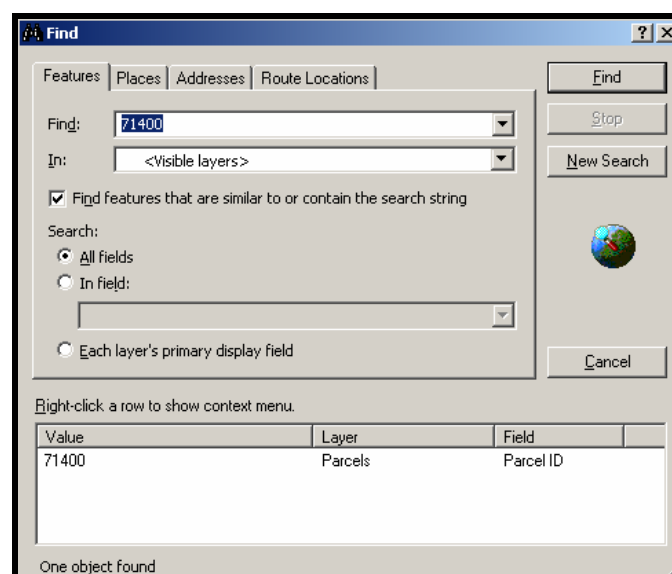 Find
Features Places Addresses Route Locations
Find
Find: 71400
Stop
In: <Visible layers>
New Search
Find features that are similar to or contain the search string
Search:
All fields
In field:
Each layer's primary display field
Cancel
Right-click a row to show context menu.
Value Layer Field
71400 Parcels Parcel ID
One object found